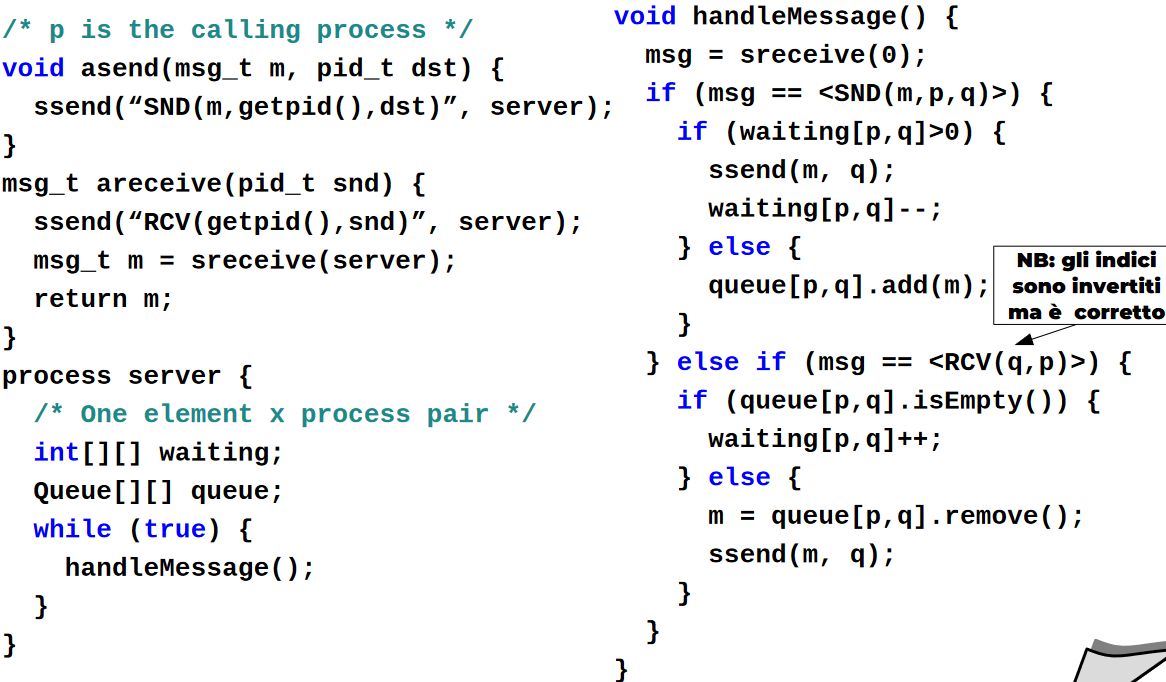 /* p is the calling process */
void asend(msg_t m, pid_t dst) {
  ssend(“SND(m,getpid(),dst)”, server);
}
msg_t areceive(pid_t snd) {
  ssend(“RCV(getpid(),snd)”, server);
  msg_t m = sreceive(server);
  return m;
}
process server {
  /* One element x process pair */
  int[][] waiting;
  Queue[][] queue;
  while (true) {
    handleMessage();
  }
}
void handleMessage() {
  msg = sreceive(0);
  if (msg == <SND(m,p,q)>) {
    if (waiting[p,q]>0) {
      ssend(m, q);
      waiting[p,q]--;
    } else {
      queue[p,q].add(m);
    }
  } else if (msg == <RCV(q,p)>) {
    if (queue[p,q].isEmpty()) {
      waiting[p,q]++;
    } else {
      m = queue[p,q].remove();
      ssend(m, q);
    }
  }
}
NB: gli indici
sono invertiti
ma è corretto